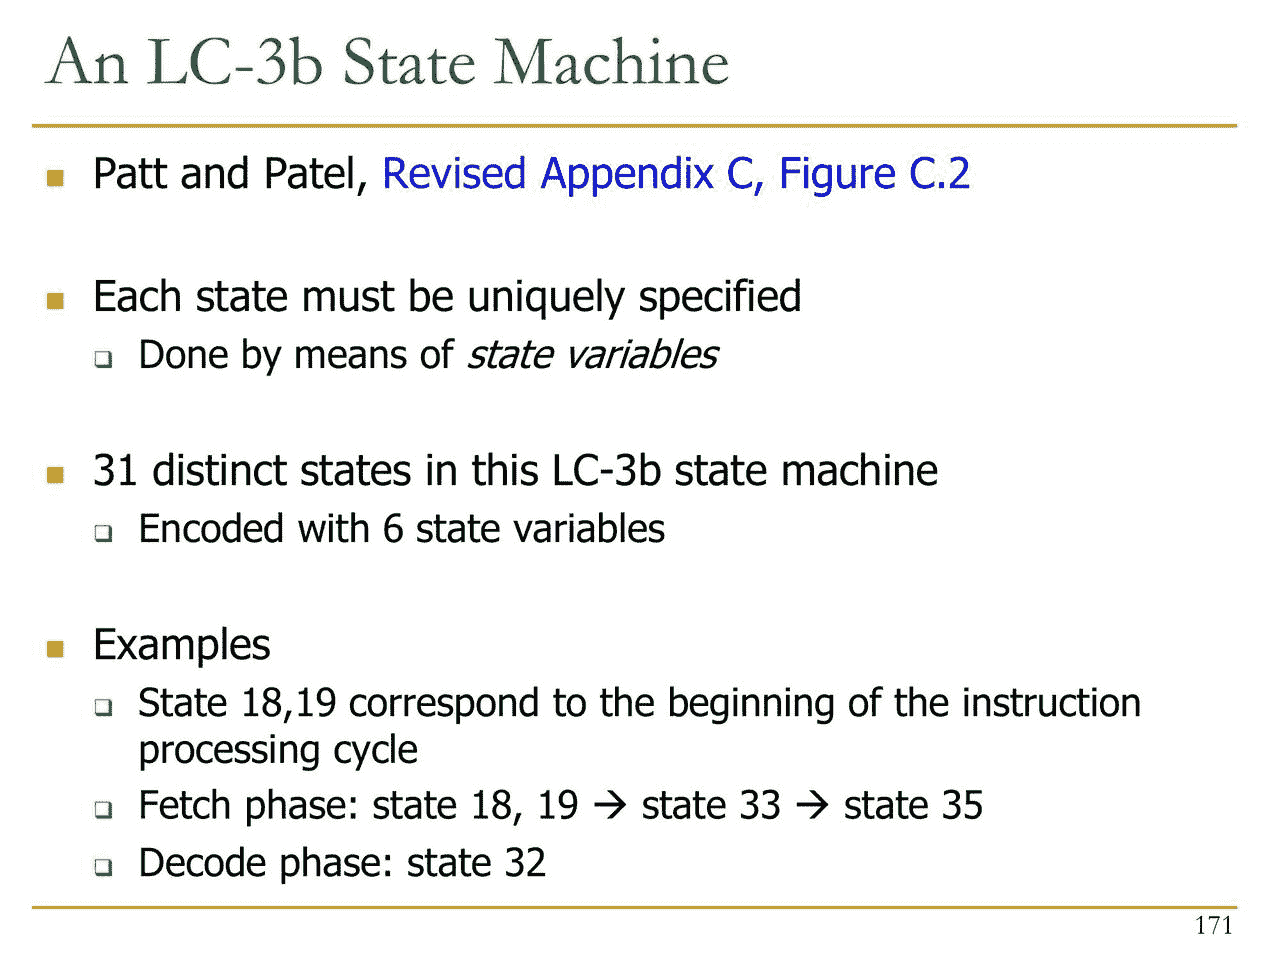 An LC-3b State Machine
Patt and Patel, Revised Appendix C, Figure C.2
Each state must be uniquely specified
Done by means of state variables
31 distinct states in this LC-3b state machine
Encoded with 6 state variables
Examples
State 18,19 correspond to the beginning of the instruction
processing cycle
Fetch phase: state 18, 19 → state 33 → state 35
Decode phase: state 32
171